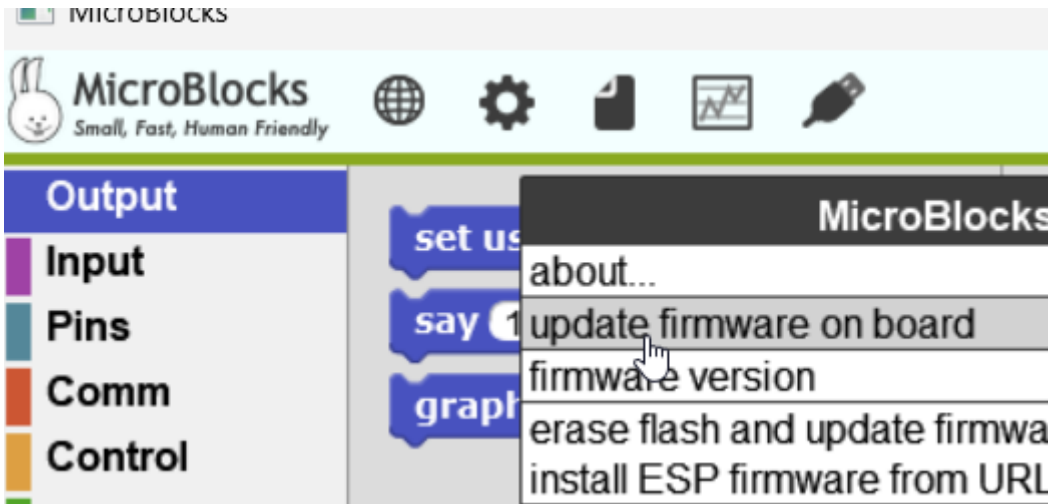 MicroBlocks
MicroBlocks
Small, Fast, Human Friendly
Output
Input
Pins
Comm
Control
set us
say 1
graph
MicroBlocks
about...
update firmware on board
firmware version
erase flash and update firmwa
install ESP firmware from URL